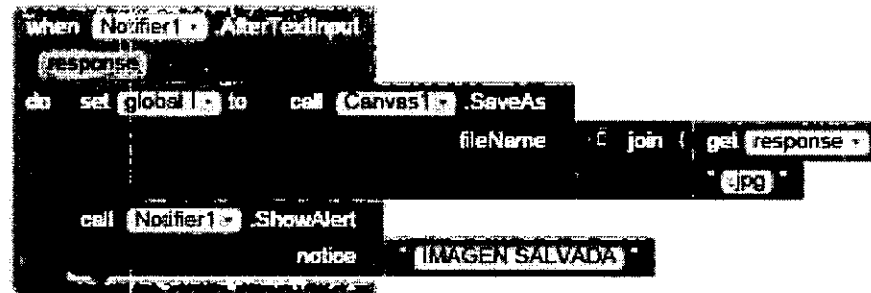 when Notifier1 .AfterTextInput
response
do set global I to call Canvas1 .SaveAs
fileName join get response
" .jpg "
call Notifier1 .ShowAlert
notice " IMAGEN SALVADA "